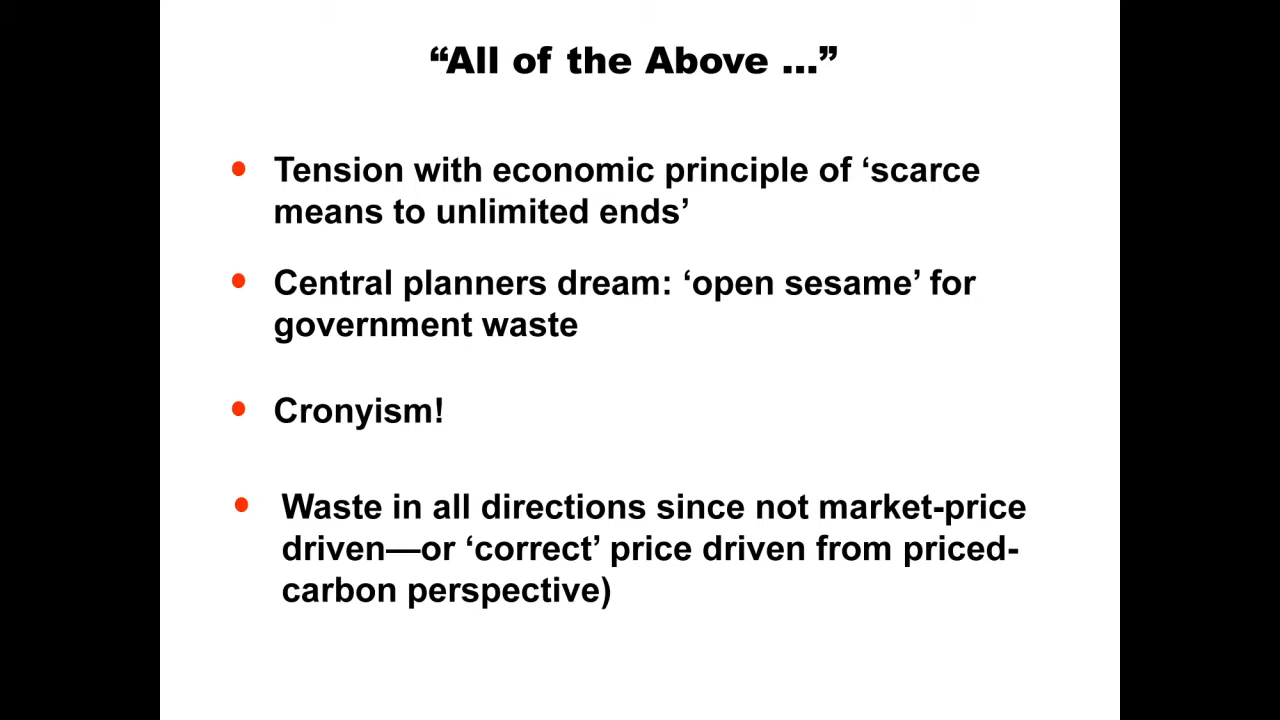 “All of the Above ...”
Tension with economic principle of ‘scarce
means to unlimited ends’
Central planners dream: ‘open sesame’ for
government waste
Cronyism!
Waste in all directions since not market-price
driven—or ‘correct’ price driven from priced-
carbon perspective)